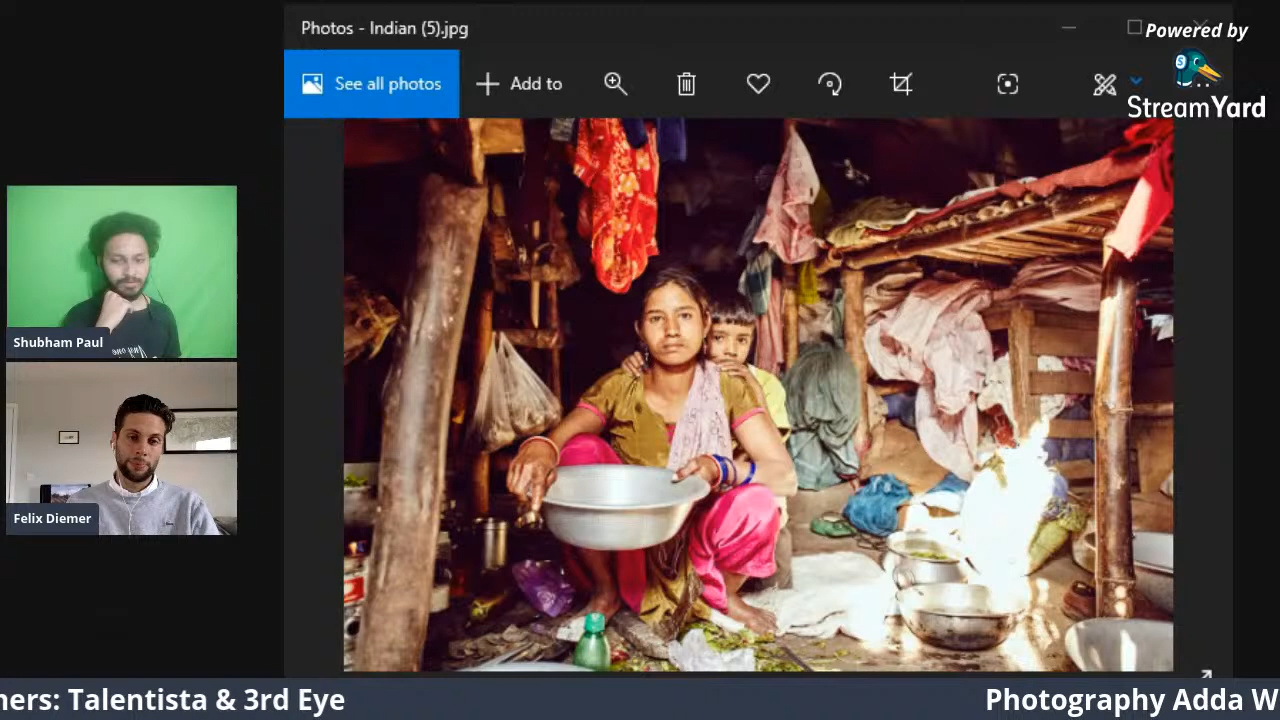 Photos - Indian (5).jpg
Powered by
See all photos
Add to
S
StreamYard
Shubham Paul
Felix Diemer
ners: Talentista & 3rd Eye
Photography Adda W